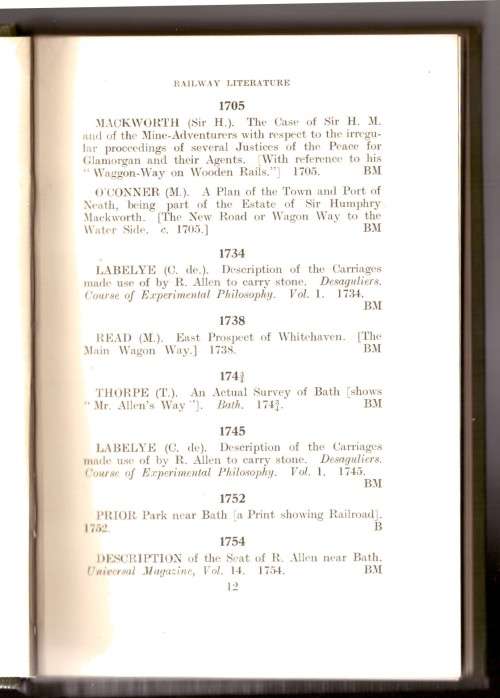 RAILWAY LITERATURE
1705
MACKWORTH (Sir H.). The Case of Sir H. M.
and of the Mine-Adventurers with respect to the irregu-
lar proceedings of several Justices of the Peace for
Glamorgan and their Agents. [With reference to his
“Waggon-Way on Wooden Rails.”] 1705. BM
O'CONNER (M.). A Plan of the Town and Port of
Neath, being part of the Estate of Sir Humphry
Mackworth. [The New Road or Wagon Way to the
Water Side. c. 1705.] BM
1734
LABELYE (C. de.). Description of the Carriages
made use of by R. Allen to carry stone. Desaguliers.
Course of Experimental Philosophy. Vol. 1. 1734.
BM
1738
READ (M.). East Prospect of Whitehaven. [The
Main Wagon Way.] 1738. BM
174¾
THORPE (T.). An Actual Survey of Bath [shows
“Mr. Allen's Way”]. Bath. 174¾. BM
1745
LABELYE (C. de). Description of the Carriages
made use of by R. Allen to carry stone. Desaguliers.
Course of Experimental Philosophy. Vol. 1. 1745.
BM
1752
PRIOR Park near Bath [a Print showing Railroad].
1752. B
1754
DESCRIPTION of the Seat of R. Allen near Bath.
Universal Magazine, Vol. 14. 1754. BM
12